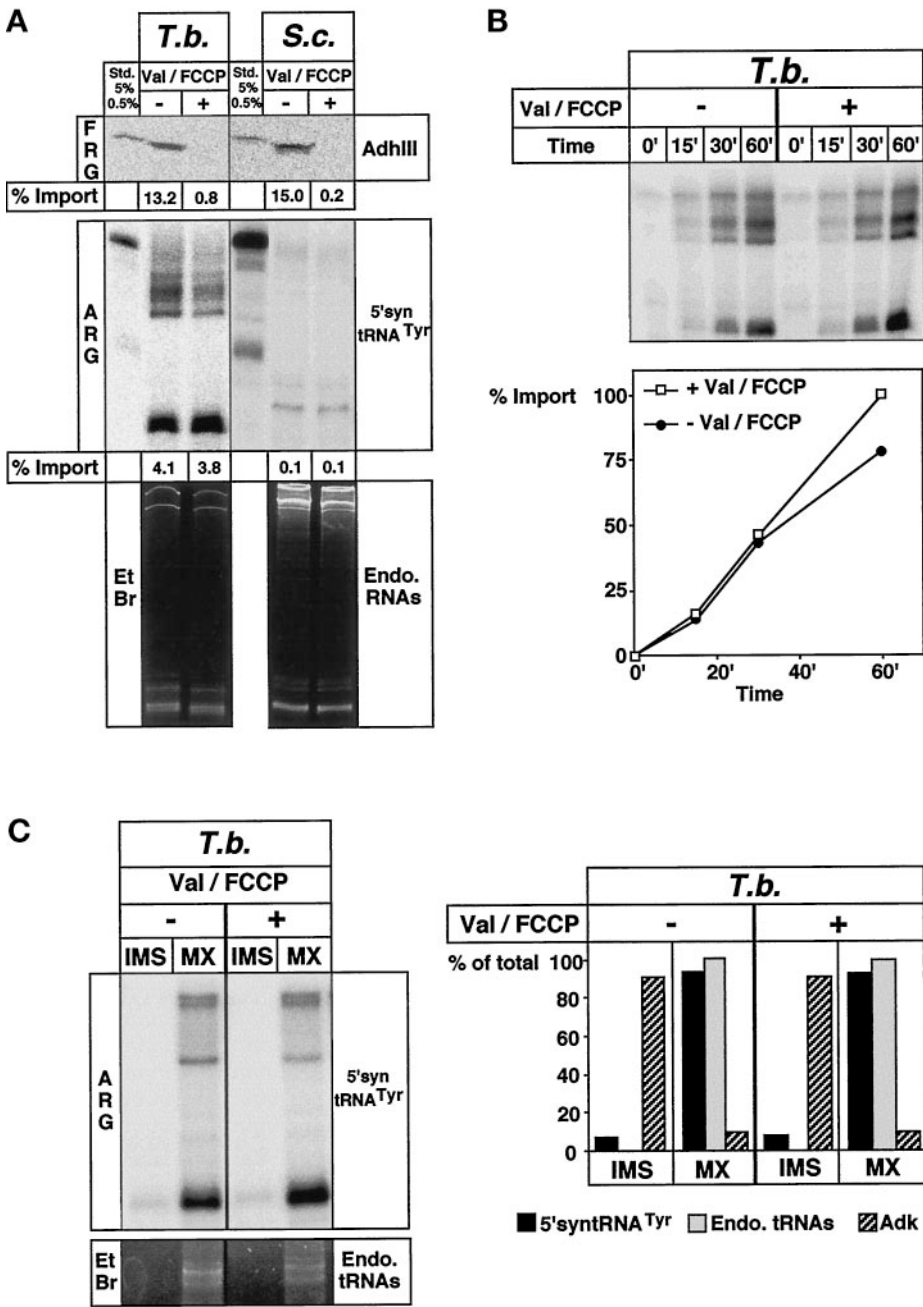 A
T.b.
S.c.
Std. 5% 0.5%
Val / FCCP
Std. 5% 0.5%
Val / FCCP
- + - +
FRG
AdhIII
% Import 13.2 0.8 15.0 0.2
ARG
5'syn
tRNA Tyr
% Import 4.1 3.8 0.1 0.1
Et
Br
Endo.
RNAs
B
T.b.
Val / FCCP - +
Time 0' 15' 30' 60' 0' 15' 30' 60'
% Import
100
75
50
25
0
+ Val / FCCP
- Val / FCCP
0' 20' 40' 60'
Time
C
T.b.
Val / FCCP
- +
IMS MX IMS MX
ARG
5'syn
tRNA Tyr
Et
Br
Endo.
tRNAs
T.b.
Val / FCCP - +
% of total
100
80
60
40
20
0
IMS MX IMS MX
5'syntRNA Tyr Endo. tRNAs Adk